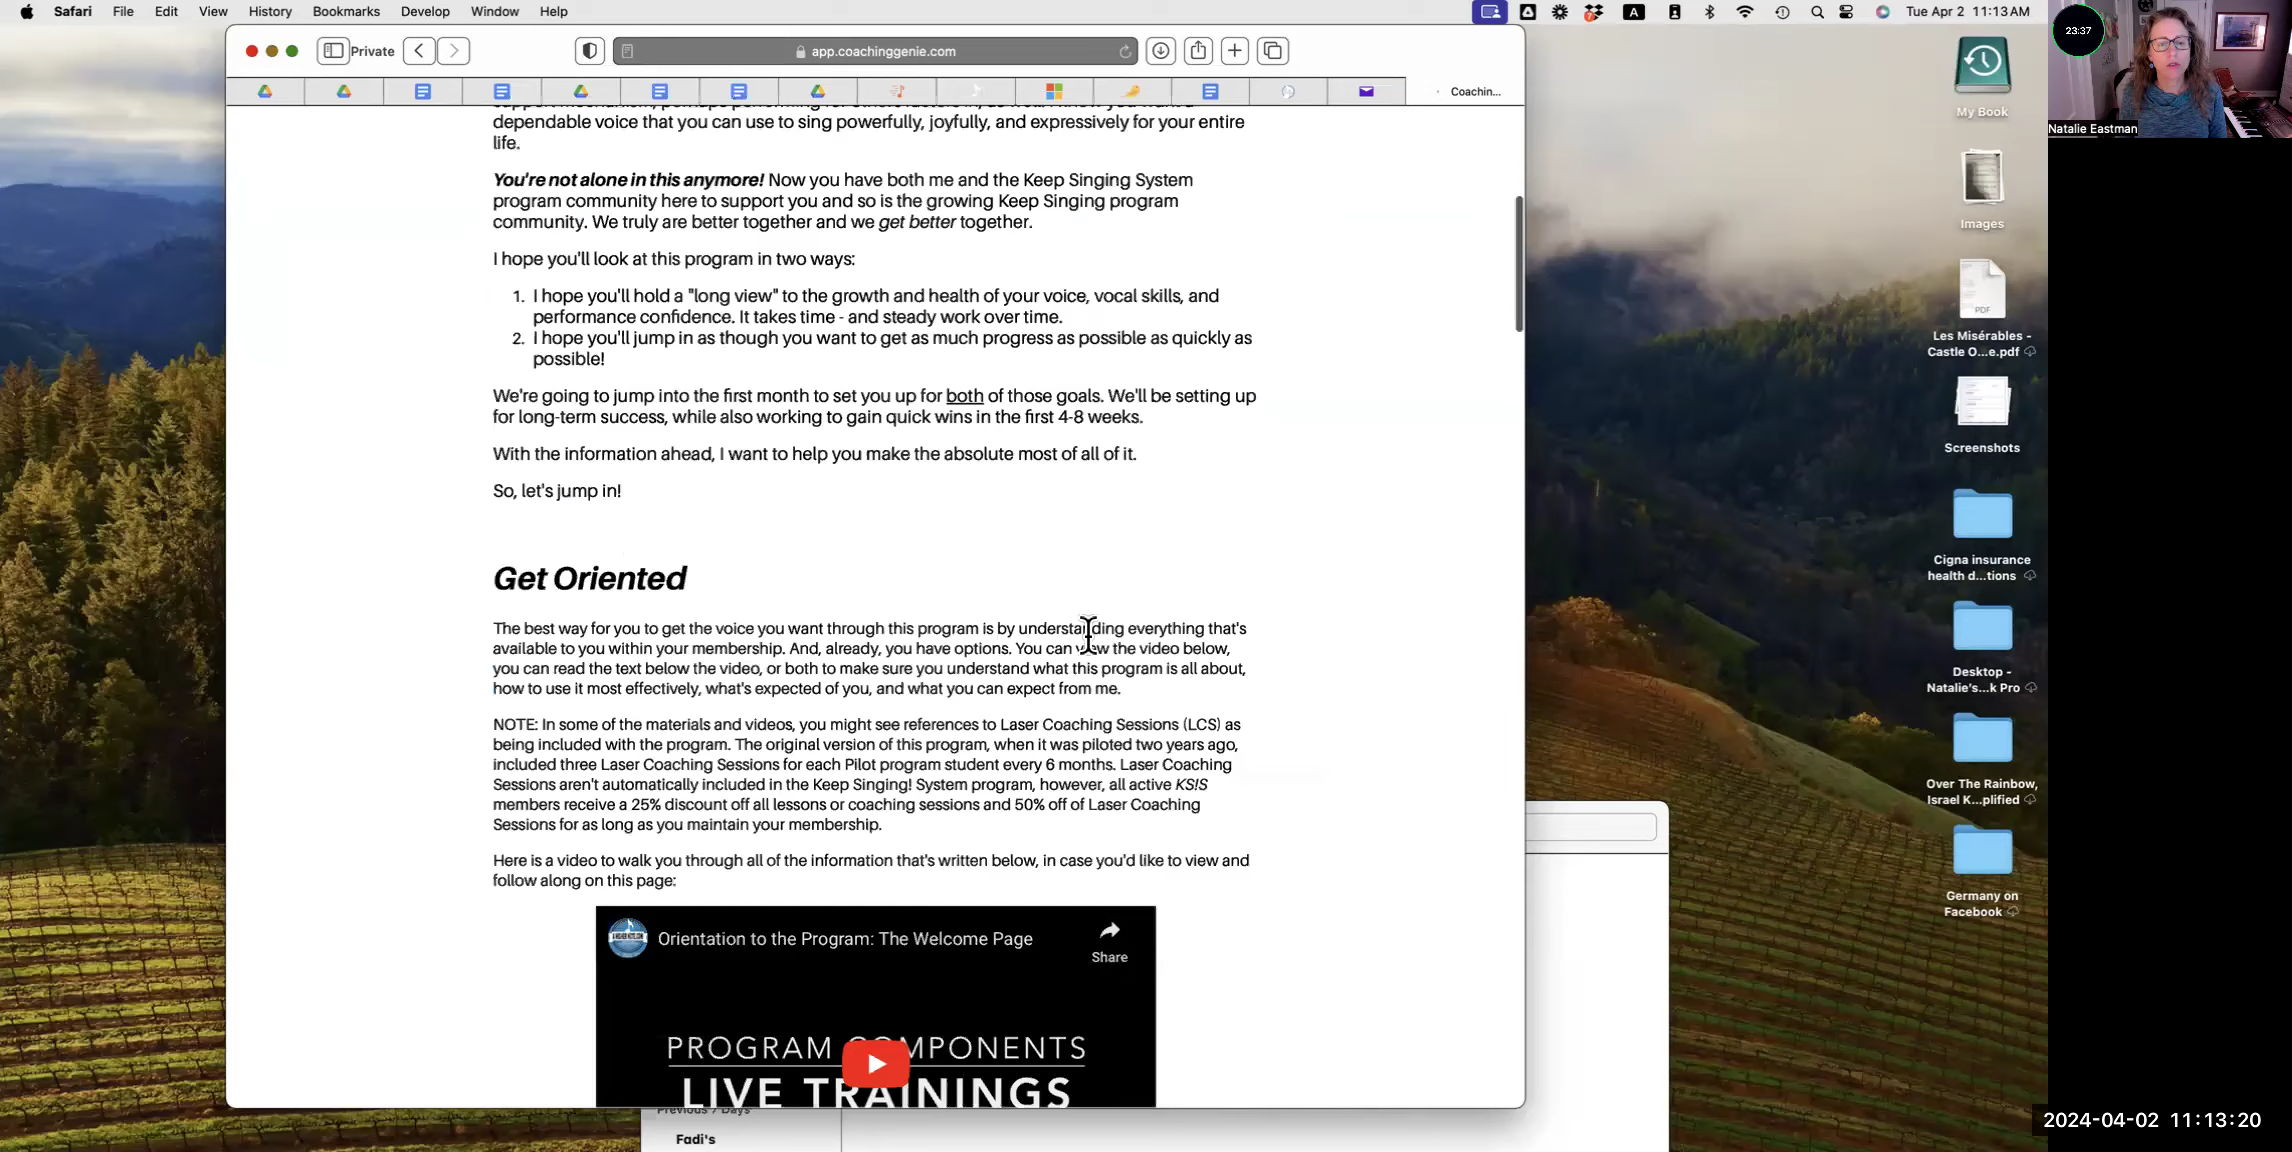 Safari File Edit View History Bookmarks Develop Window Help
A
Tue Apr 2 11:13 AM
23:37
Natalie Eastman
Private
app.coachinggenie.com
Coachin...
dependable voice that you can use to sing powerfully, joyfully, and expressively for your entire
life.
You're not alone in this anymore! Now you have both me and the Keep Singing System
program community here to support you and so is the growing Keep Singing program
community. We truly are better together and we get better together.
I hope you'll look at this program in two ways:
1. I hope you'll hold a "long view" to the growth and health of your voice, vocal skills, and
performance confidence. It takes time - and steady work over time.
2. I hope you'll jump in as though you want to get as much progress as possible as quickly as
possible!
We're going to jump into the first month to set you up for both of those goals. We'll be setting up
for long-term success, while also working to gain quick wins in the first 4-8 weeks.
With the information ahead, I want to help you make the absolute most of all of it.
So, let's jump in!
Get Oriented
The best way for you to get the voice you want through this program is by understanding everything that's
available to you within your membership. And, already, you have options. You can view the video below,
you can read the text below the video, or both to make sure you understand what this program is all about,
how to use it most effectively, what's expected of you, and what you can expect from me.
NOTE: In some of the materials and videos, you might see references to Laser Coaching Sessions (LCS) as
being included with the program. The original version of this program, when it was piloted two years ago,
included three Laser Coaching Sessions for each Pilot program student every 6 months. Laser Coaching
Sessions aren't automatically included in the Keep Singing! System program, however, all active KS!S
members receive a 25% discount off all lessons or coaching sessions and 50% off of Laser Coaching
Sessions for as long as you maintain your membership.
Here is a video to walk you through all of the information that's written below, in case you'd like to view and
follow along on this page:
Orientation to the Program: The Welcome Page
Share
PROGRAM COMPONENTS
LIVE TRAININGS
Previous 7 Days
Fadi's
My Book
Images
PDF
Les Misérables -
Castle O...e.pdf
Screenshots
Cigna insurance
health d...tions
Desktop -
Natalie's...k Pro
Over The Rainbow,
Israel K...plified
Germany on
Facebook
2024-04-02 11:13:20